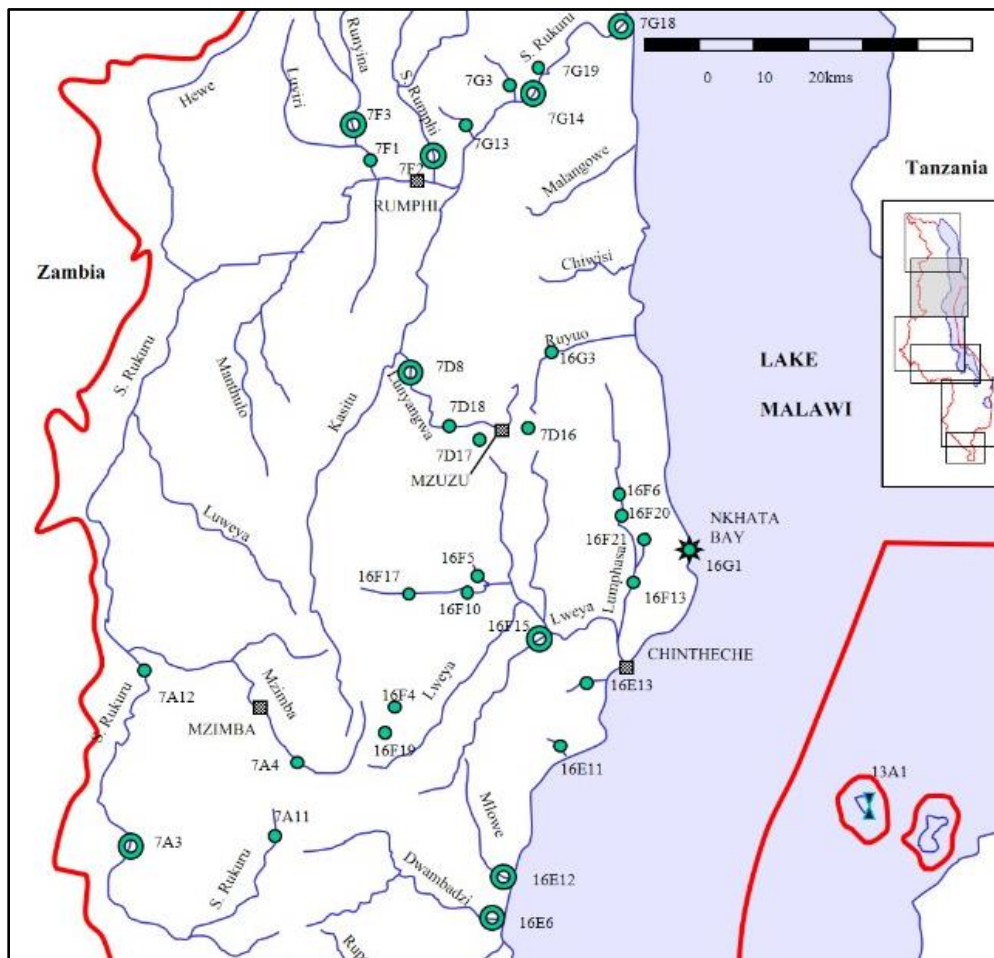 7G18
S. Rukuru
Runyina
0 10 20kms
7G19
7G3
Luviri
Hewe
S. Rumphi
7F3
7G14
7G13
7F1
7F2
Malangowe
Tanzania
RUMPHI
Zambia
Chiwisi
S. Rukuru
Ruyuo
16G3
LAKE
MALAWI
Manthulo
Kasitu
7D8
Lunyangwa
7D18
7D16
7D17
MZUZU
16F6
16F20
NKHATA
BAY
Luweya
16F21
16G1
Lumphasa
16F5
16F17
16F13
16F10
16F15
Lweya
CHINTHECHE
S. Rukuru
7A12
Mzimba
16F4
Lweya
16E13
MZIMBA
16F19
16E11
7A4
13A1
7A11
Mlowe
7A3
S. Rukuru
Dwambadzi
16E12
16E6